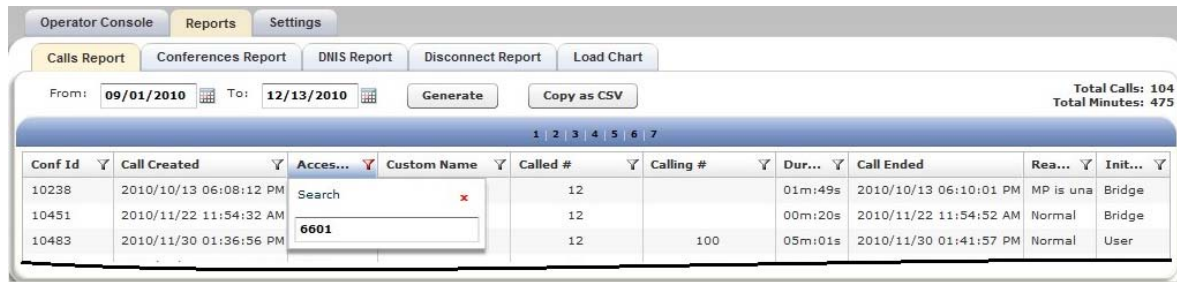 Operator Console Reports Settings
Calls Report Conferences Report DNIS Report Disconnect Report Load Chart
From: 09/01/2010 To: 12/13/2010 Generate Copy as CSV
Total Calls: 104
Total Minutes: 475
1 | 2 | 3 | 4 | 5 | 6 | 7
Conf Id Call Created Acces... Custom Name Called # Calling # Dur... Call Ended Rea... Init...
10238 2010/10/13 06:08:12 PM 12 01m:49s 2010/10/13 06:10:01 PM MP is una Bridge
Search x
10451 2010/11/22 11:54:32 AM 12 00m:20s 2010/11/22 11:54:52 AM Normal Bridge
6601
10483 2010/11/30 01:36:56 PM 12 100 05m:01s 2010/11/30 01:41:57 PM Normal User